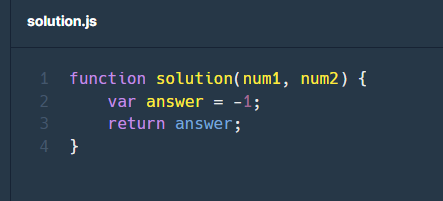 solution.js
1 function solution(num1, num2) {
2 var answer = -1;
3 return answer;
4 }